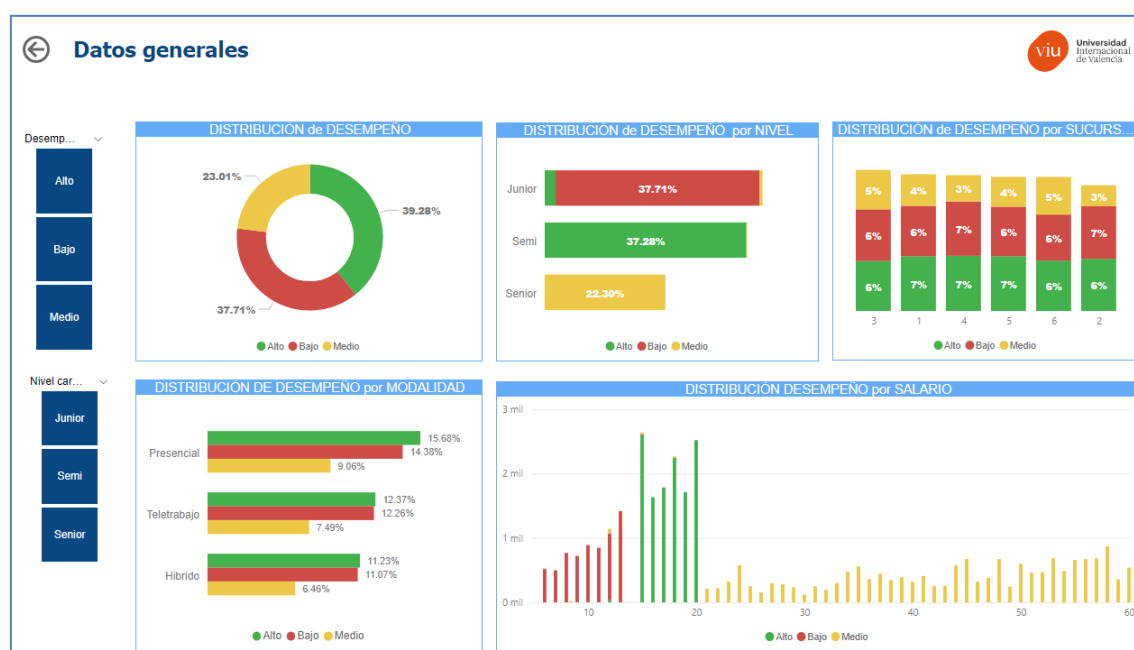 Datos generales
viu
Universidad
Internacional
de Valencia
Desemp...
Alto
Bajo
Medio
Nivel car...
Junior
Semi
Senior
DISTRIBUCIÓN de DESEMPEÑO
23.01%
39.28%
37.71%
Alto Bajo Medio
DISTRIBUCIÓN de DESEMPEÑO por NIVEL
Junior 37.71%
Semi 37.28%
Senior 22.30%
Alto Bajo Medio
DISTRIBUCIÓN de DESEMPEÑO por SUCURS...
5% 4% 3% 4% 5% 3%
6% 6% 7% 6% 6% 7%
6% 7% 7% 7% 6% 6%
3 1 4 5 6 2
Alto Bajo Medio
DISTRIBUCIÓN DE DESEMPEÑO por MODALIDAD
15.68%
Presencial 14.38%
9.06%
12.37%
Teletrabajo 12.26%
7.49%
11.23%
Hibrido 11.07%
6.46%
Alto Bajo Medio
DISTRIBUCIÓN DESEMPEÑO por SALARIO
3 mil
2 mil
1 mil
0 mil
10 20 30 40 50 60
Alto Bajo Medio